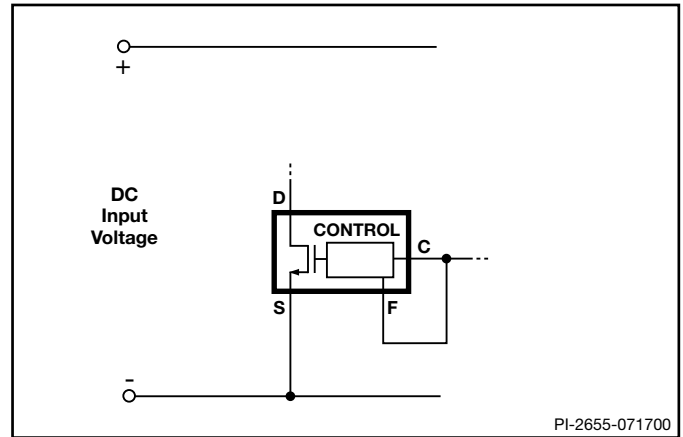 +
DC
Input
Voltage
D
CONTROL
C
S
F
-
PI-2655-071700